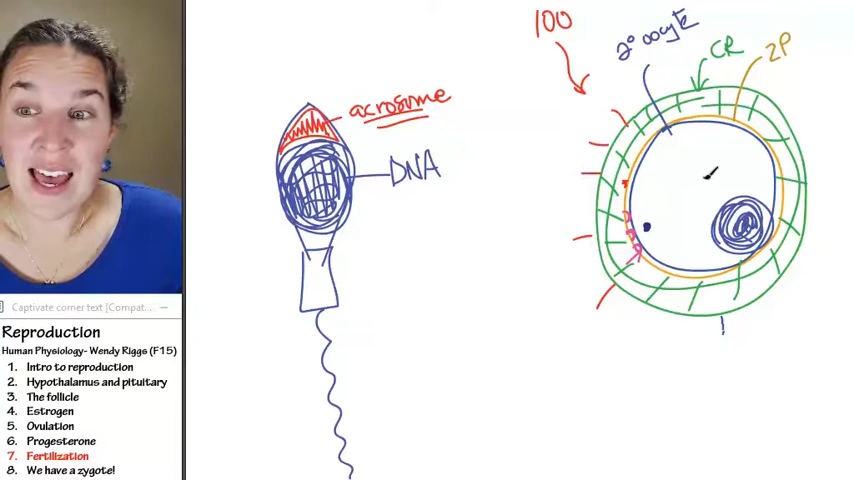 100
2° oocyte
CR
ZP
acrosome
DNA
Captivate corner text [Compat...
Reproduction
Human Physiology- Wendy Riggs (F15)
1. Intro to reproduction
2. Hypothalamus and pituitary
3. The follicle
4. Estrogen
5. Ovulation
6. Progesterone
7. Fertilization
8. We have a zygote!